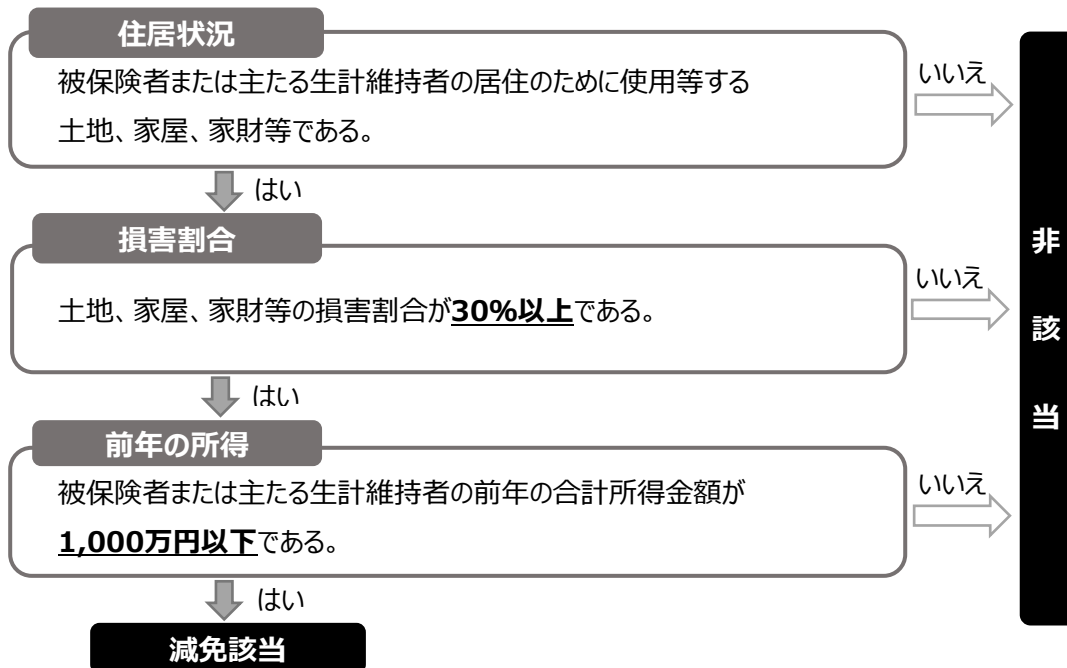 住居状況
被保険者または主たる生計維持者の居住のために使用等する
土地、家屋、家財等である。
いいえ
はい
損害割合
土地、家屋、家財等の損害割合が30%以上である。
いいえ
はい
前年の所得
被保険者または主たる生計維持者の前年の合計所得金額が
1,000万円以下である。
いいえ
はい
減免該当
非該当